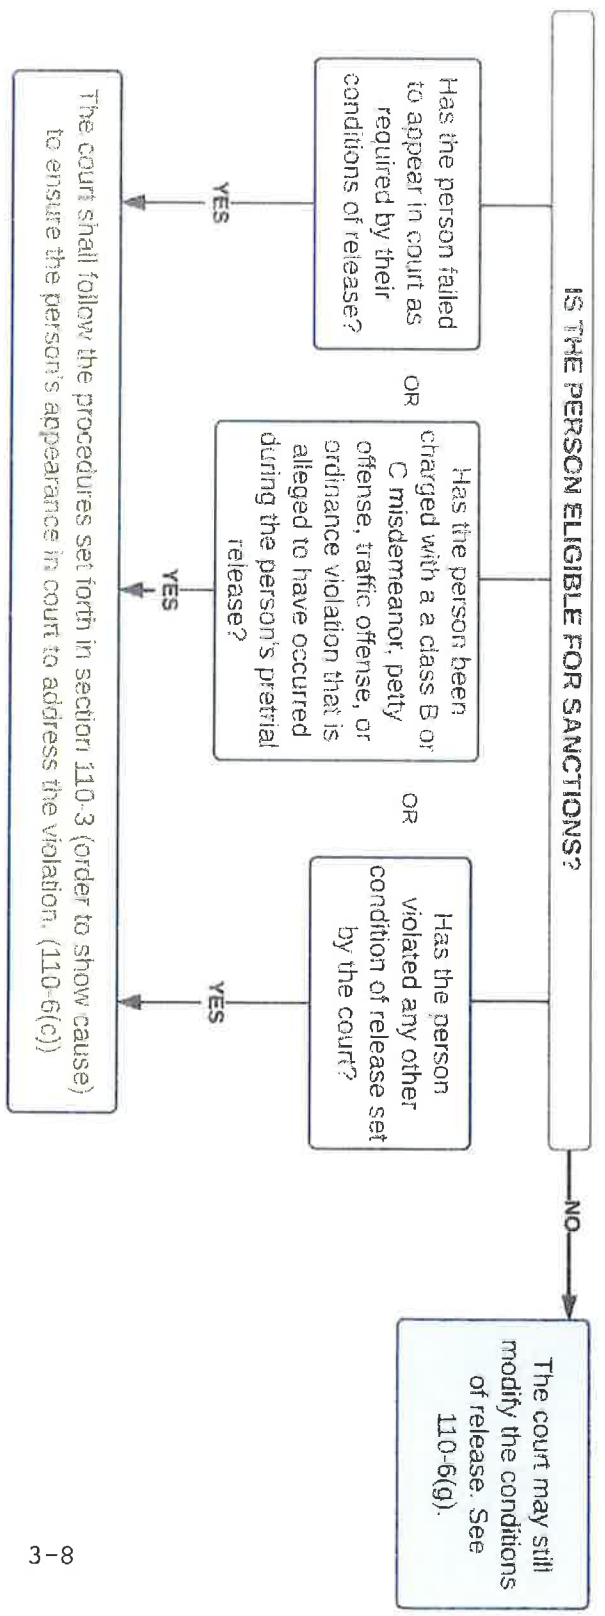 IS THE PERSON ELIGIBLE FOR SANCTIONS?
Has the person failed
to appear in court as
required by their
conditions of release?
OR
Has the person been
charged with a a class B or
C misdemeanor, petty
offense, traffic offense, or
ordinance violation that is
alleged to have occurred
during the person's pretrial
release?
OR
Has the person
violated any other
condition of release set
by the court?
NO
The court may still
modify the conditions
of release. See
110-6(g).
YES
YES
YES
The court shall follow the procedures set forth in section 110-3 (order to show cause)
to ensure the person's appearance in court to address the violation. (110-6(c))
3-8